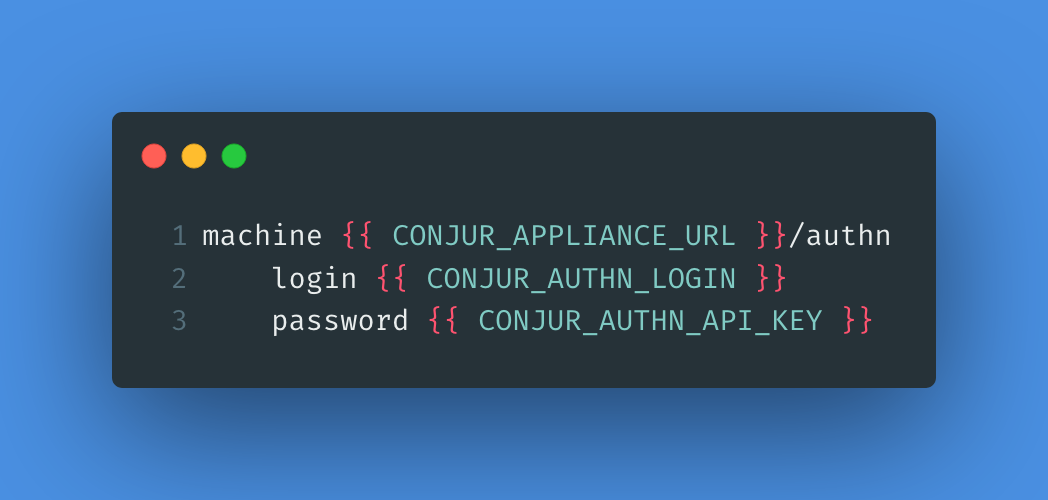 1 machine {{ CONJUR_APPLIANCE_URL }}/authn
2     login {{ CONJUR_AUTHN_LOGIN }}
3     password {{ CONJUR_AUTHN_API_KEY }}